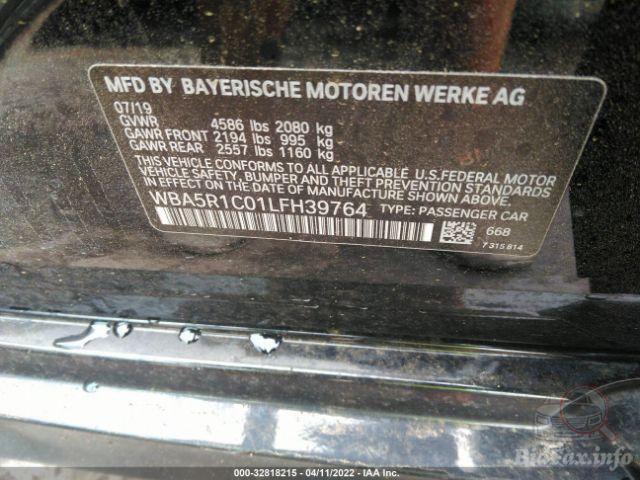 MFD BY BAYERISCHE MOTOREN WERKE AG
07/19
GVWR 4586 lbs 2080 kg
GAWR FRONT 2194 lbs 995 kg
GAWR REAR 2557 lbs 1160 kg
THIS VEHICLE CONFORMS TO ALL APPLICABLE U.S.FEDERAL MOTOR
VEHICLE SAFETY, BUMPER AND THEFT PREVENTION STANDARDS
IN EFFECT ON THE DATE OF MANUFACTURE SHOWN ABOVE.
WBA5R1C01LFH39764 TYPE: PASSENGER CAR
668
7 315 814
BidFax.info
000-32818215 - 04/11/2022 - IAA Inc.